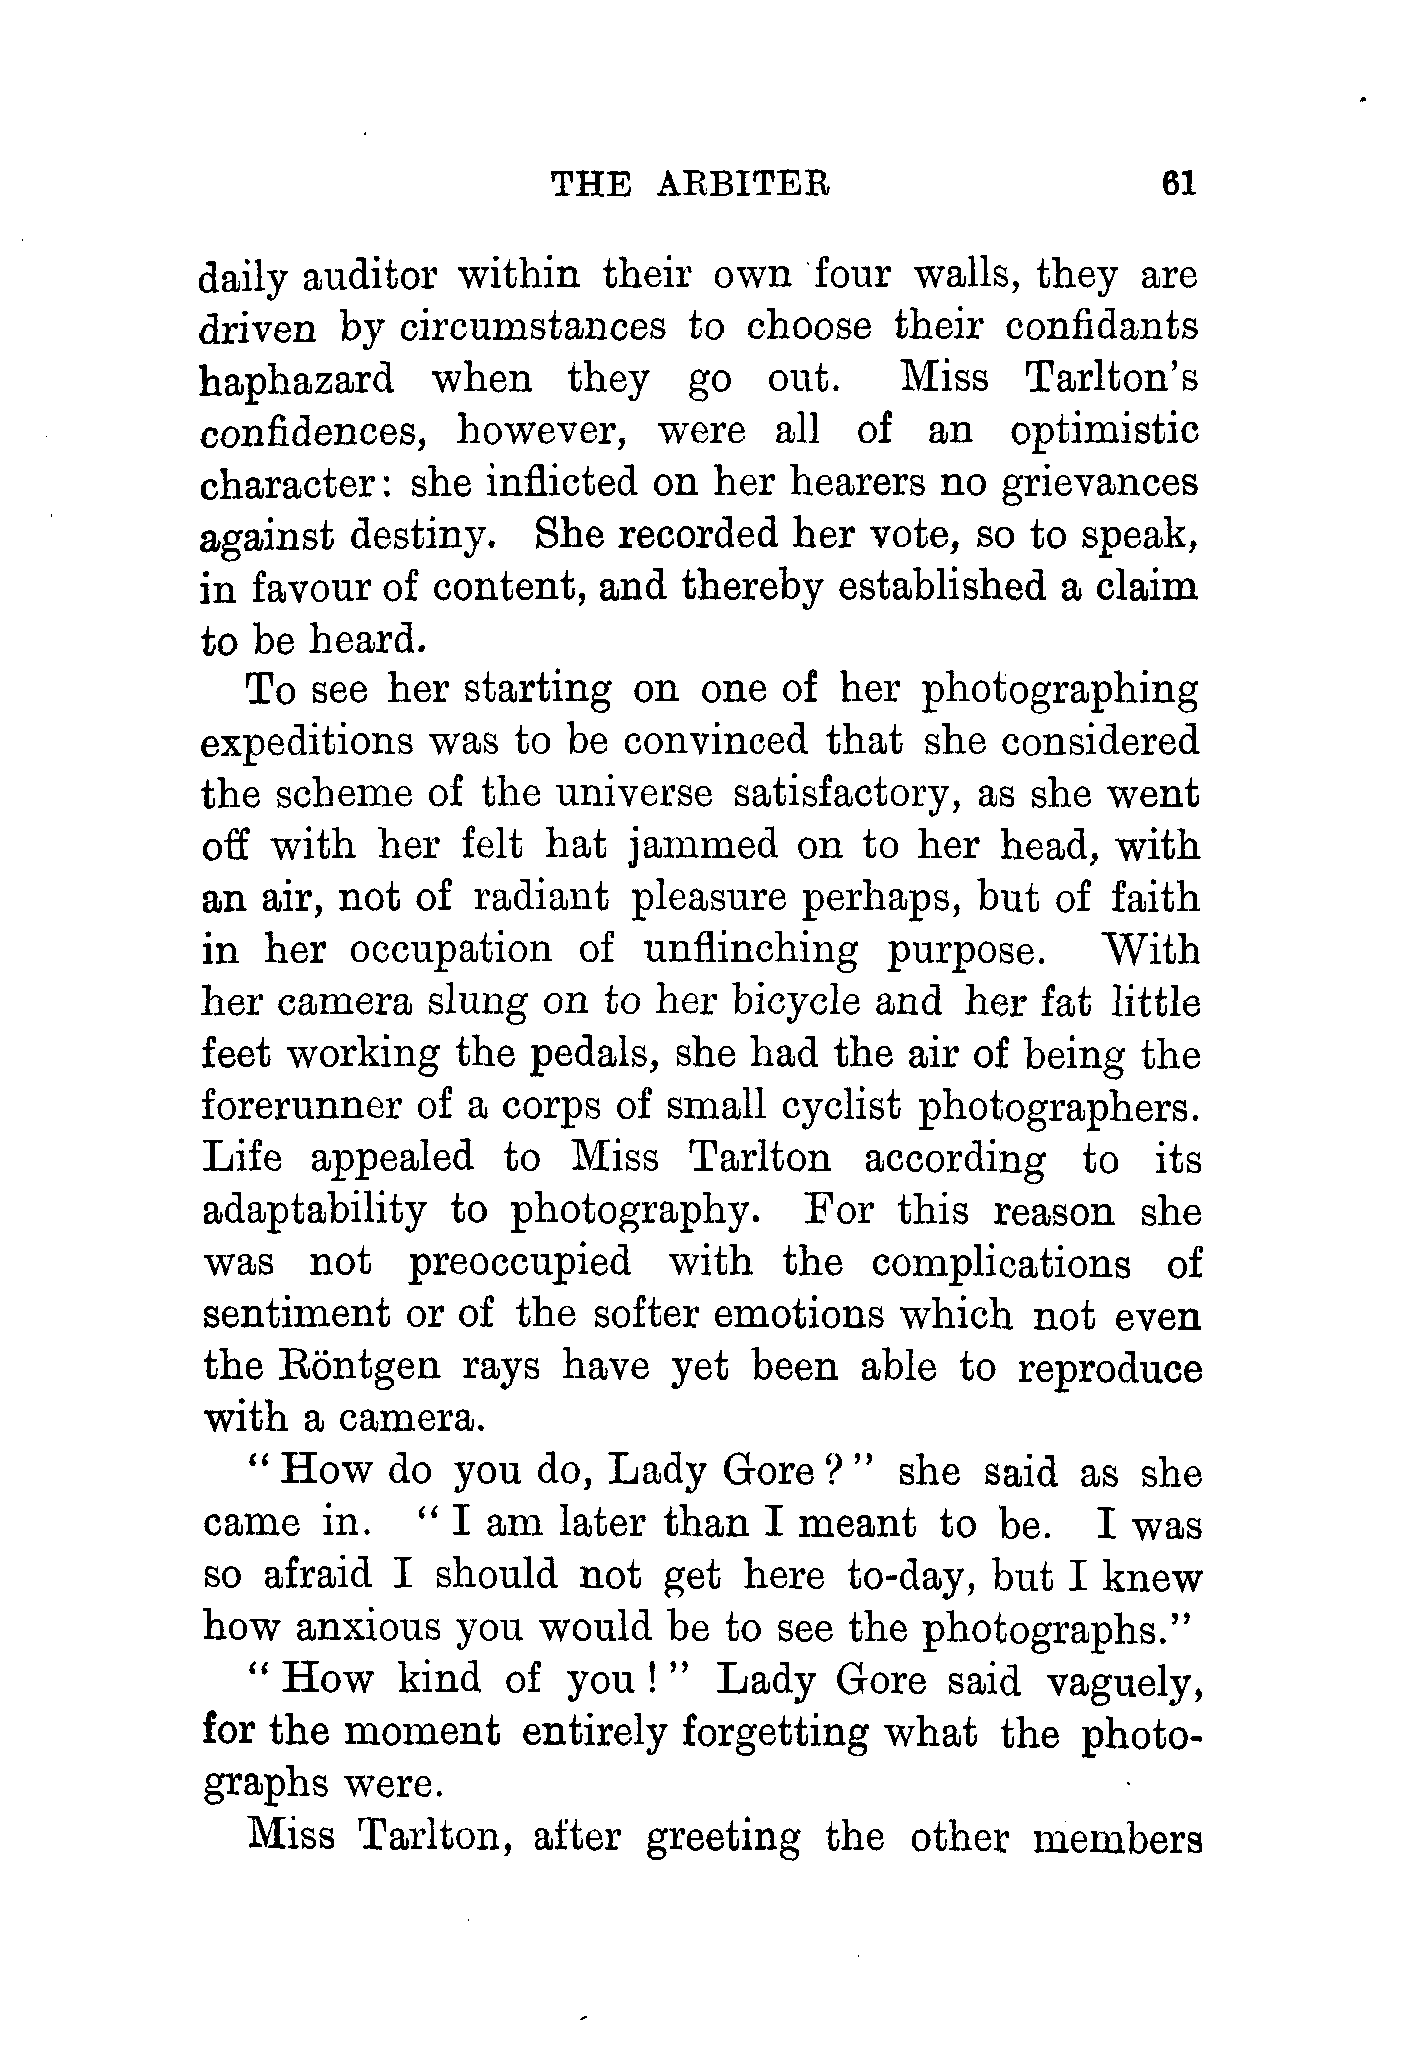 THE ARBITER 61
daily auditor within their own four walls, they are
driven by circumstances to choose their confidants
haphazard when they go out. Miss Tarlton's
confidences, however, were all of an optimistic
character: she inflicted on her hearers no grievances
against destiny. She recorded her vote, so to speak,
in favour of content, and thereby established a claim
to be heard.
To see her starting on one of her photographing
expeditions was to be convinced that she considered
the scheme of the universe satisfactory, as she went
off with her felt hat jammed on to her head, with
an air, not of radiant pleasure perhaps, but of faith
in her occupation of unflinching purpose. With
her camera slung on to her bicycle and her fat little
feet working the pedals, she had the air of being the
forerunner of a corps of small cyclist photographers.
Life appealed to Miss Tarlton according to its
adaptability to photography. For this reason she
was not preoccupied with the complications of
sentiment or of the softer emotions which not even
the Röntgen rays have yet been able to reproduce
with a camera.
"How do you do, Lady Gore?" she said as she
came in. "I am later than I meant to be. I was
so afraid I should not get here to-day, but I knew
how anxious you would be to see the photographs."
"How kind of you!" Lady Gore said vaguely,
for the moment entirely forgetting what the photo-
graphs were.
Miss Tarlton, after greeting the other members